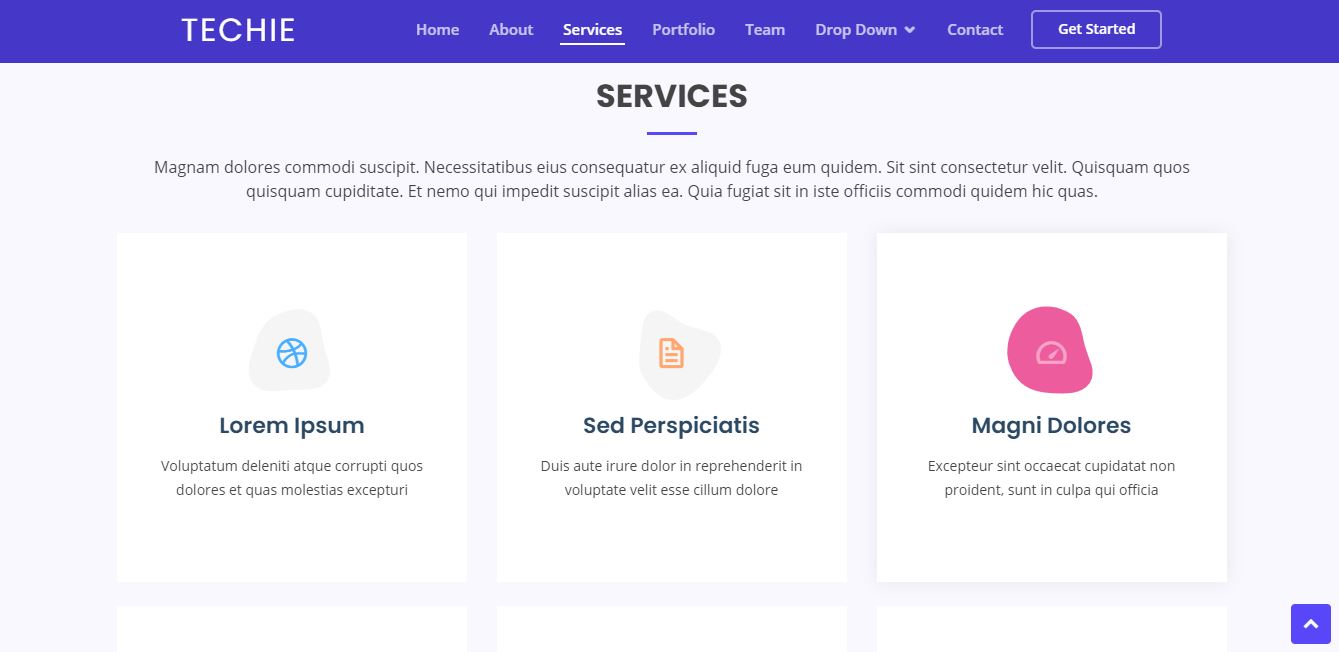 TECHIE
Home About Services Portfolio Team Drop Down Contact Get Started
SERVICES
Magnam dolores commodi suscipit. Necessitatibus eius consequatur ex aliquid fuga eum quidem. Sit sint consectetur velit. Quisquam quos
quisquam cupiditate. Et nemo qui impedit suscipit alias ea. Quia fugiat sit in iste officiis commodi quidem hic quas.
Lorem Ipsum
Voluptatum deleniti atque corrupti quos
dolores et quas molestias excepturi
Sed Perspiciatis
Duis aute irure dolor in reprehenderit in
voluptate velit esse cillum dolore
Magni Dolores
Excepteur sint occaecat cupidatat non
proident, sunt in culpa qui officia